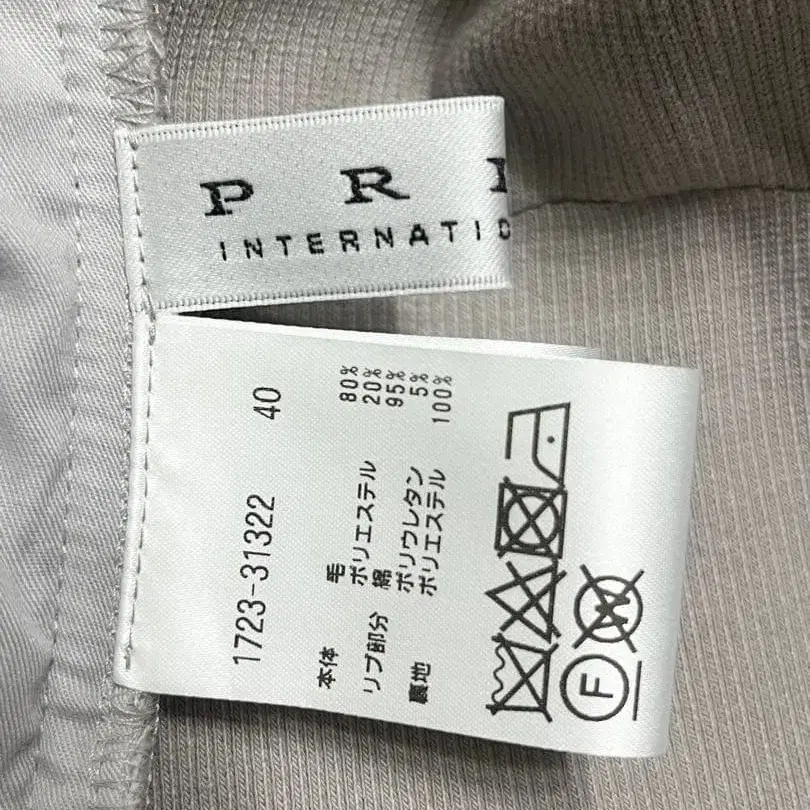 P R I
INTERNATIO
1723-31322 40
本体 毛 80%
ポリエステル 20%
リブ部分 綿 95%
ポリウレタン 5%
裏地 ポリエステル 100%
W
F